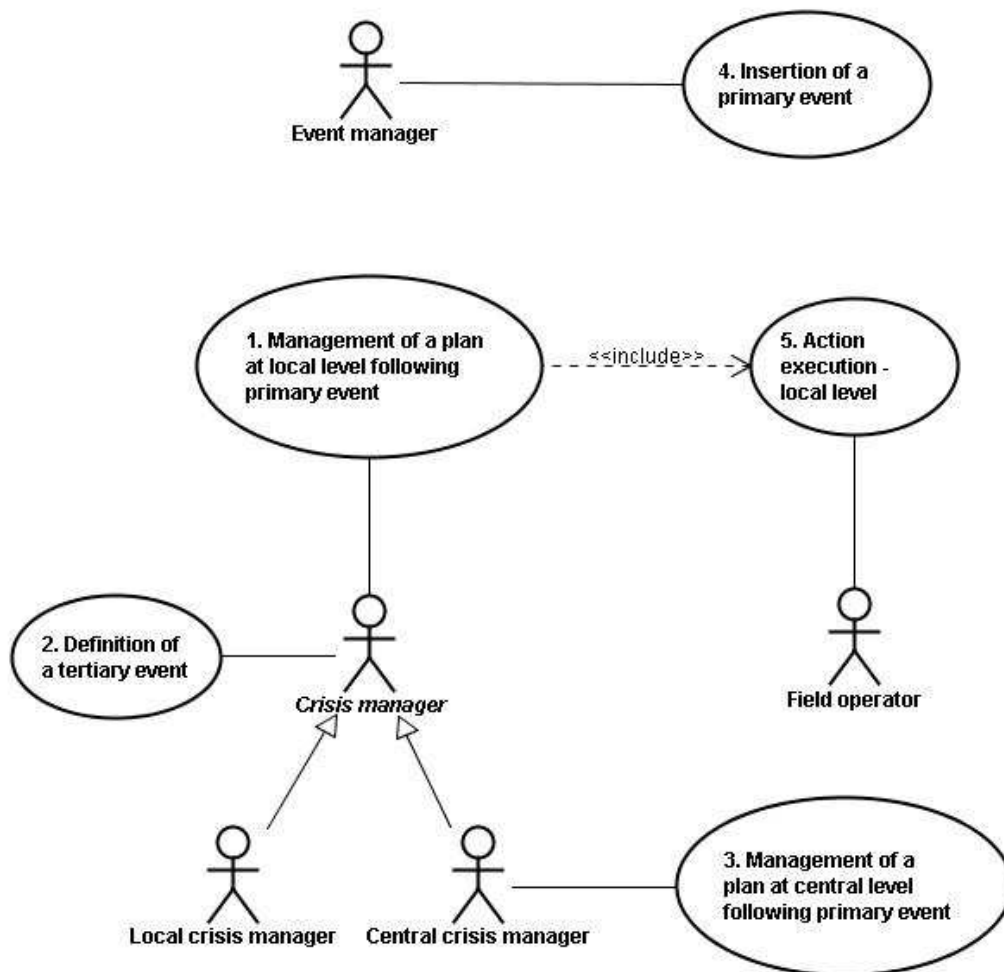 4. Insertion of a
primary event
Event manager
1. Management of a plan
at local level following
primary event
<<include>>
5. Action
execution -
local level
2. Definition of
a tertiary event
Crisis manager
Field operator
3. Management of a
plan at central level
following primary event
Local crisis manager
Central crisis manager